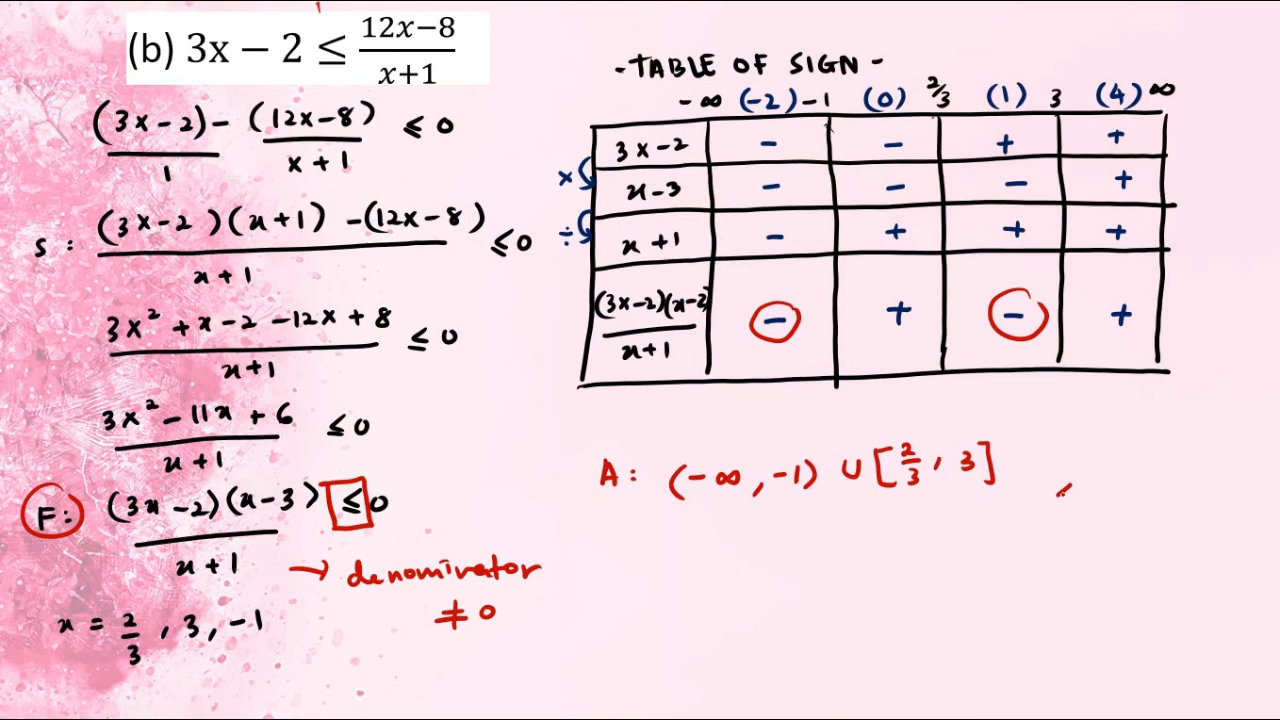 (b) 3x − 2 ≤ (12x−8)/(x+1)
(3x−2)/1 − (12x−8)/(x+1) ≤ 0
S: ((3x−2)(x+1) −(12x−8))/(x+1) ≤ 0
(3x² + x − 2 − 12x + 8)/(x+1) ≤ 0
(3x² − 11x + 6)/(x+1) ≤ 0
F: ((3x−2)(x−3))/(x+1) ≤ 0
→ denominator
≠ 0
x = 2/3, 3, −1
- TABLE OF SIGN -
−∞ (−2) −1 (0) 2/3 (1) 3 (4) ∞
3x−2 − − + +
× x−3 − − − +
÷ x+1 − + + +
((3x−2)(x−2))/(x+1) − + − +
A: (−∞, −1) ∪ [2/3, 3]